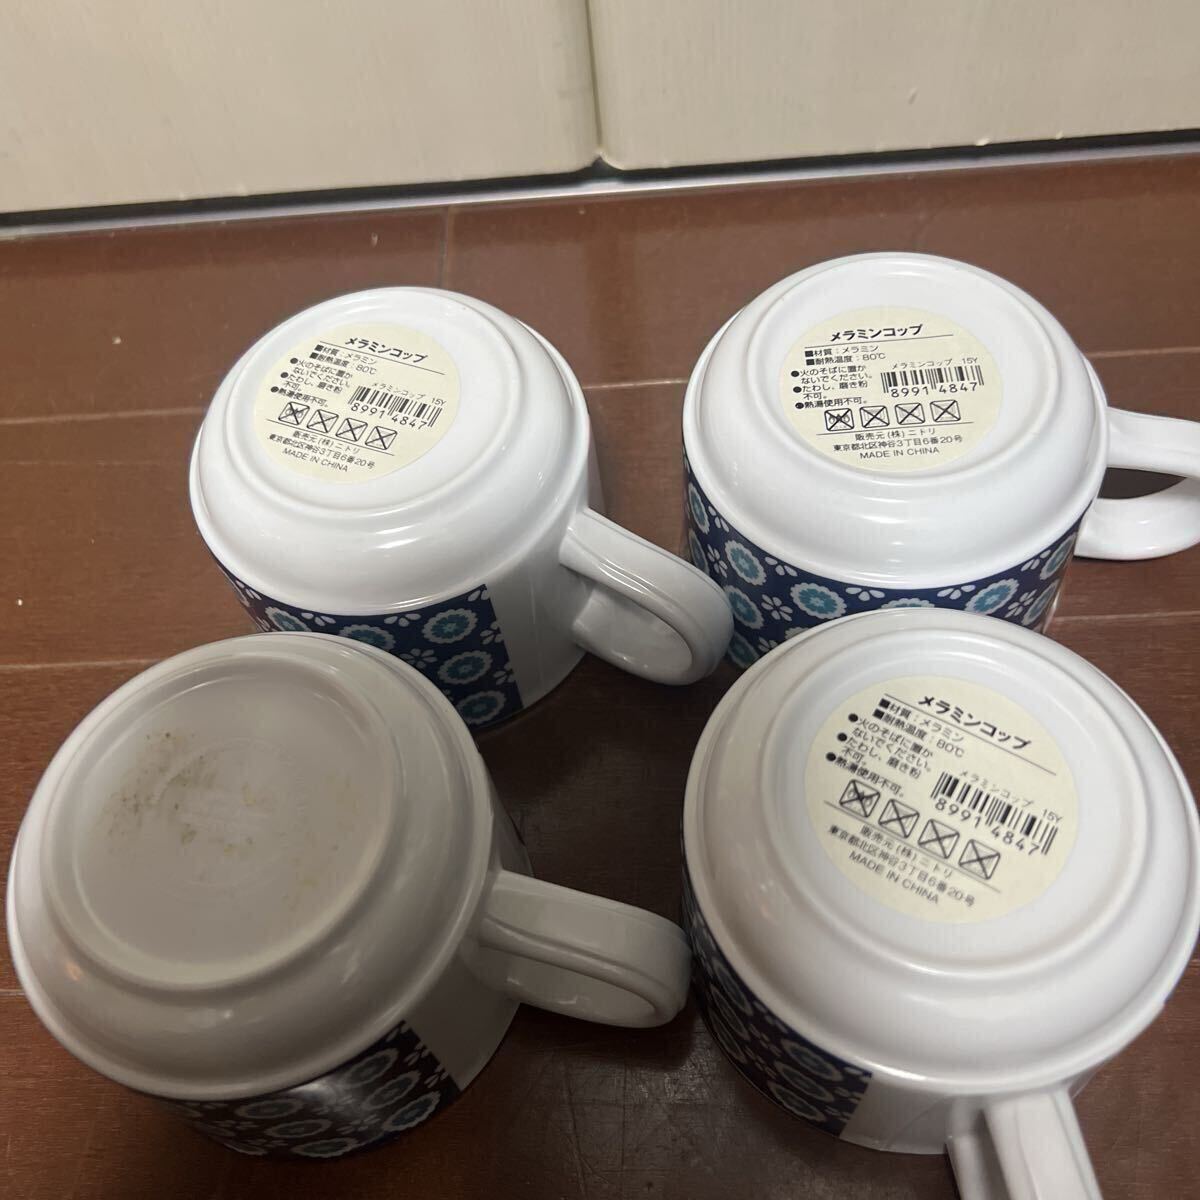 メラミンコップ
■材質：メラミン
■耐熱温度：80℃
●火のそばに置か
ないでください。
●たわし、磨き粉
不可。
●熱湯使用不可。
メラミンコップ 15Y
8991 4847
販売元(株)ニトリ
東京都北区神谷3丁目6番20号
MADE IN CHINA
メラミンコップ
■材質：メラミン
■耐熱温度：80℃
●火のそばに置か
ないでください。
●たわし、磨き粉
不可。
●熱湯使用不可。
メラミンコップ 15Y
8991 4847
販売元(株)ニトリ
東京都北区神谷3丁目6番20号
MADE IN CHINA
メラミンコップ
■材質：メラミン
■耐熱温度：80℃
●火のそばに置か
ないでください。
●たわし、磨き粉
不可。
●熱湯使用不可。
メラミンコップ 15Y
8991 4847
販売元(株)ニトリ
東京都北区神谷3丁目6番20号
MADE IN CHINA